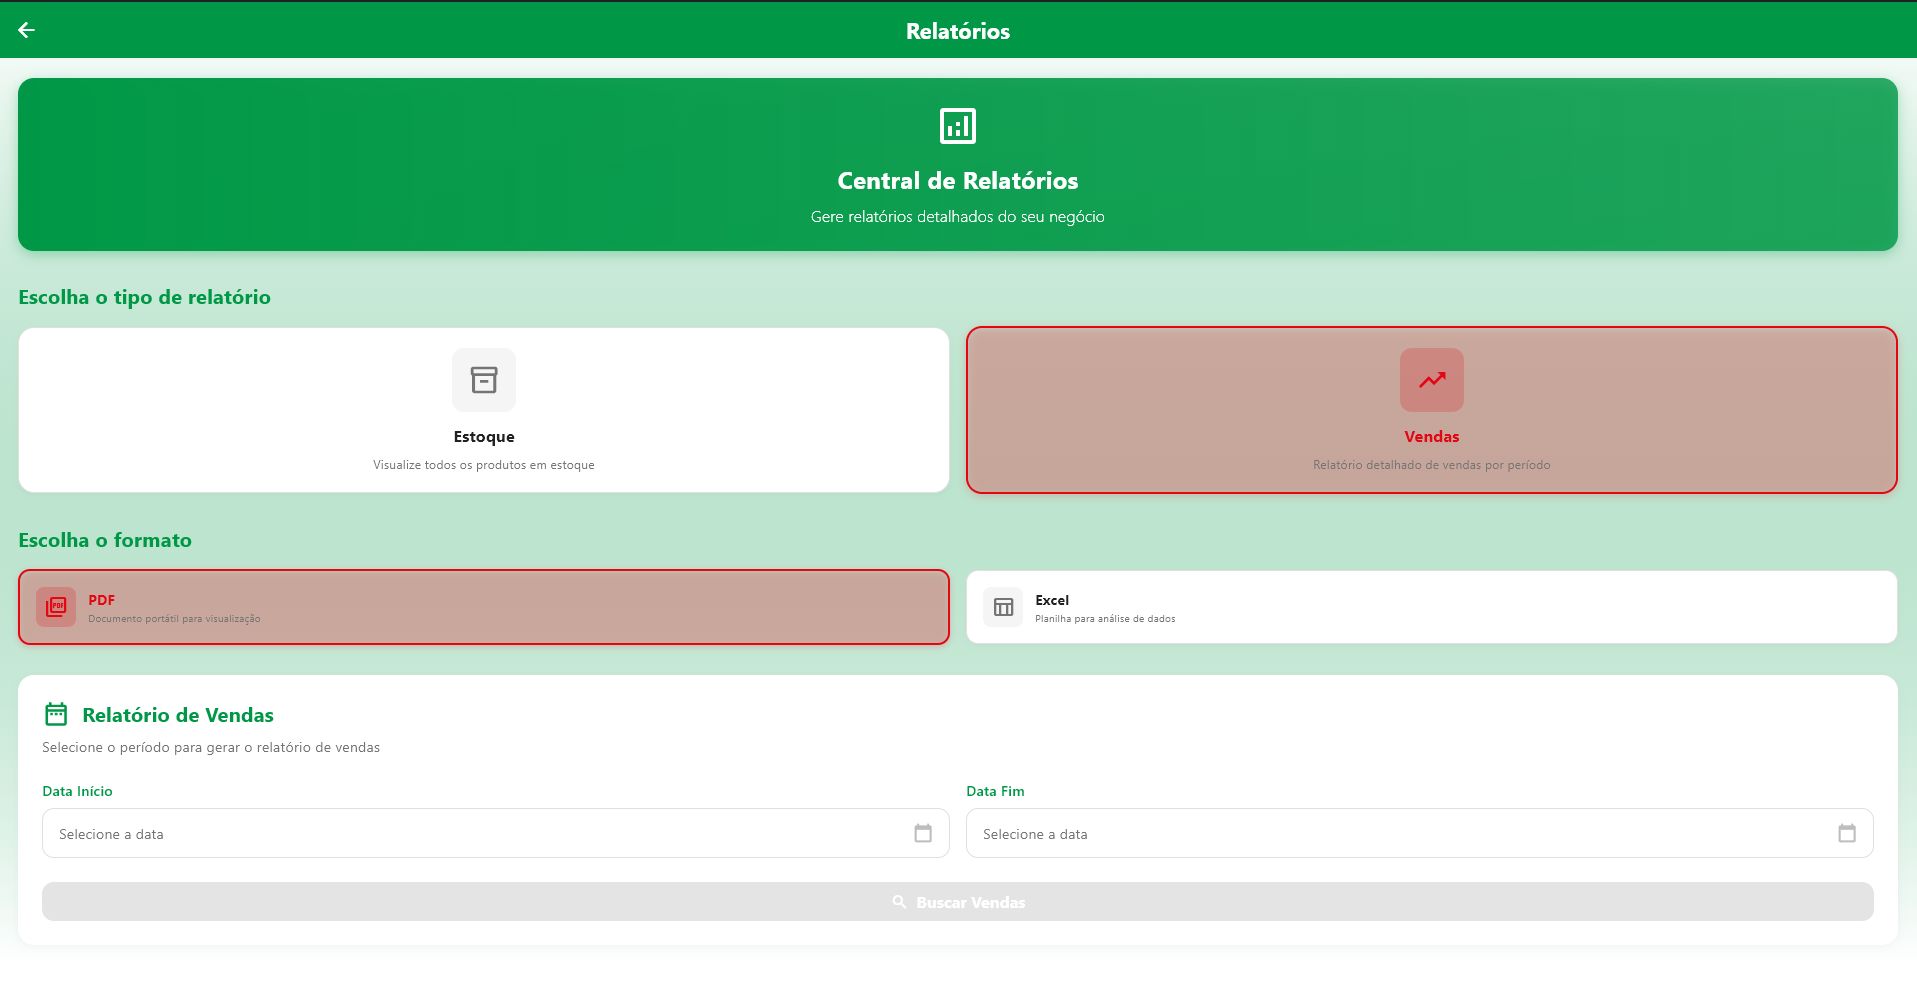 Relatórios
Central de Relatórios
Gere relatórios detalhados do seu negócio
Escolha o tipo de relatório
Estoque
Visualize todos os produtos em estoque
Vendas
Relatório detalhado de vendas por período
Escolha o formato
PDF
PDF
Documento portátil para visualização
Excel
Planilha para análise de dados
Relatório de Vendas
Selecione o período para gerar o relatório de vendas
Data Início
Selecione a data
Data Fim
Selecione a data
Buscar Vendas